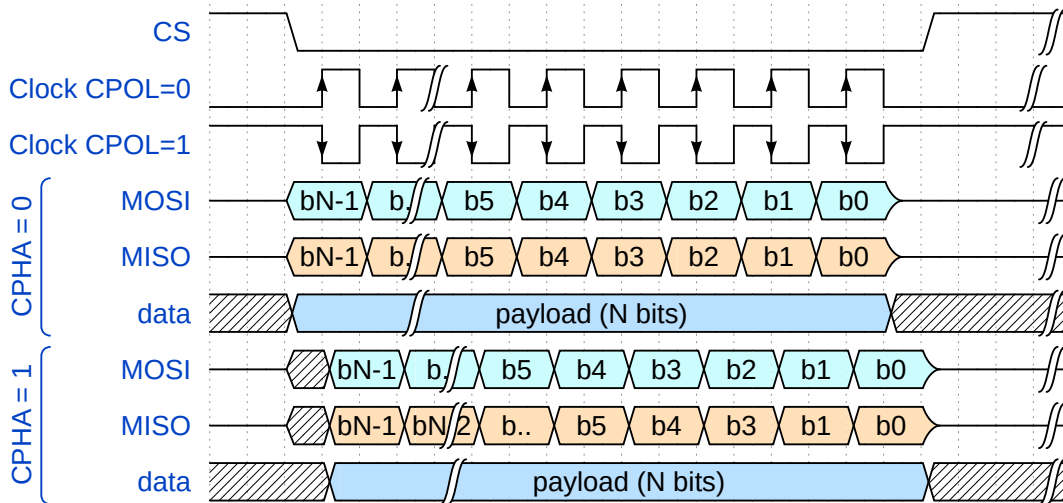 CS
Clock CPOL=0
Clock CPOL=1
CPHA = 0
MOSI bN-1 b. b5 b4 b3 b2 b1 b0
MISO bN-1 b. b5 b4 b3 b2 b1 b0
data payload (N bits)
CPHA = 1
MOSI bN-1 b. b5 b4 b3 b2 b1 b0
MISO bN-1 bN-2 b.. b5 b4 b3 b1 b0
data payload (N bits)